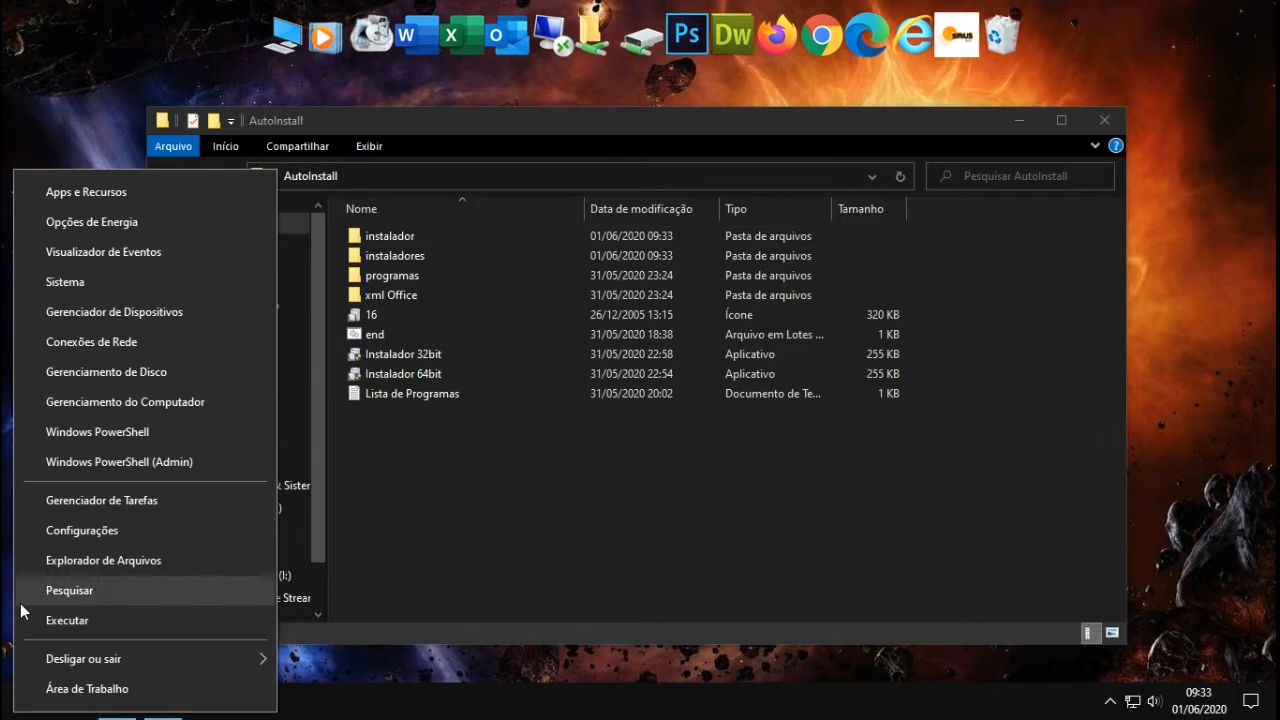 W
X
O
Ps
Dw
SIRIUS
AutoInstall
Arquivo
Início
Compartilhar
Exibir
AutoInstall
Pesquisar AutoInstall
Nome
Data de modificação
Tipo
Tamanho
instalador
01/06/2020 09:33
Pasta de arquivos
instaladores
01/06/2020 09:33
Pasta de arquivos
programas
31/05/2020 23:24
Pasta de arquivos
xml Office
31/05/2020 23:24
Pasta de arquivos
16
26/12/2005 13:15
Ícone
320 KB
end
31/05/2020 18:38
Arquivo em Lotes ...
1 KB
Instalador 32bit
31/05/2020 22:58
Aplicativo
255 KB
Instalador 64bit
31/05/2020 22:54
Aplicativo
255 KB
Lista de Programas
31/05/2020 20:02
Documento de Te...
1 KB
Apps e Recursos
Opções de Energia
Visualizador de Eventos
Sistema
Gerenciador de Dispositivos
Conexões de Rede
Gerenciamento de Disco
Gerenciamento do Computador
Windows PowerShell
Windows PowerShell (Admin)
Gerenciador de Tarefas
Configurações
Explorador de Arquivos
Pesquisar
Executar
Desligar ou sair
Área de Trabalho
& Sister
)
(I:)
e Strear
09:33
01/06/2020